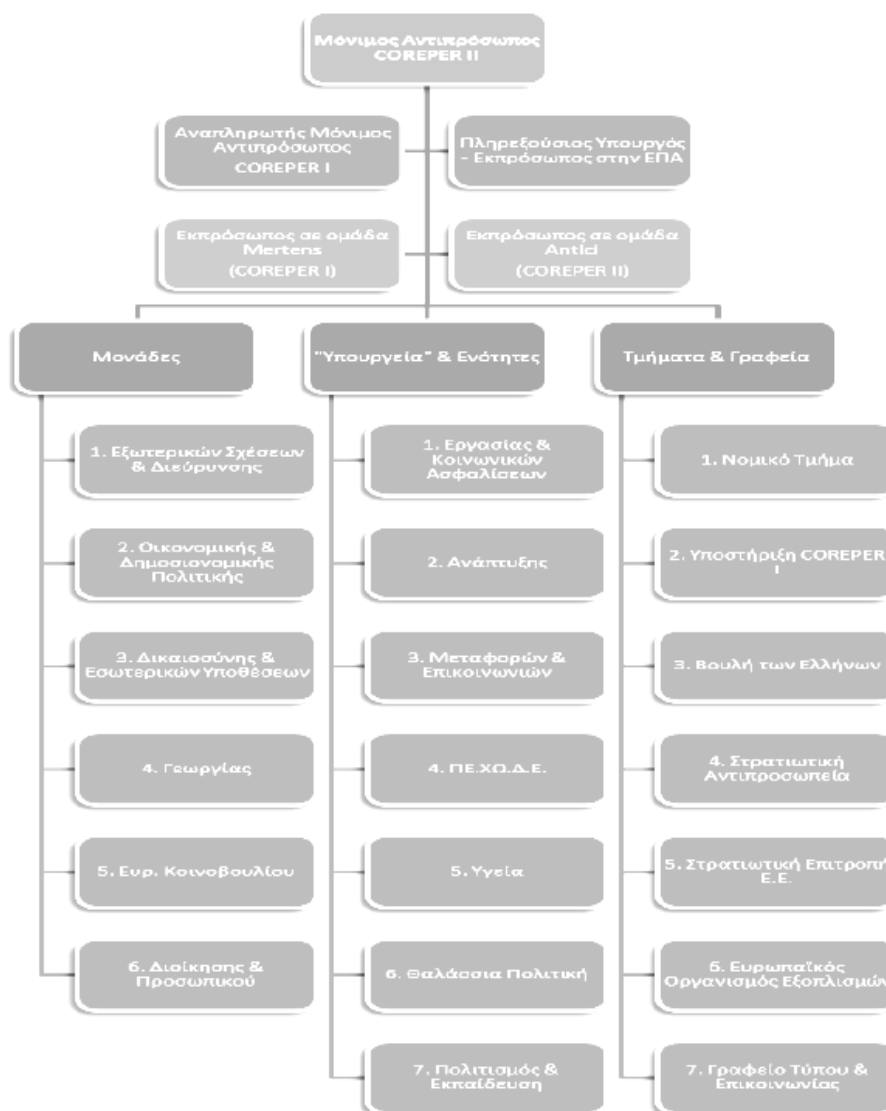 Μόνιμος Αντιπρόσωπος
COREPER II
Αναπληρωτής Μόνιμος
Αντιπρόσωπος
COREPER I
Πληρεξούσιος Υπουργός
- Εκπρόσωπος στην ΕΠΑ
Εκπρόσωπος σε ομάδα
Mertens
(COREPER I)
Εκπρόσωπος σε ομάδα
Antici
(COREPER II)
Μονάδες
1. Εξωτερικών Σχέσεων
& Διεύρυνσης
2. Οικονομικής &
Δημοσιονομικής
Πολιτικής
3. Δικαιοσύνης &
Εσωτερικών Υποθέσεων
4. Γεωργίας
5. Ευρ. Κοινοβουλίου
6. Διοίκησης &
Προσωπικού
"Υπουργεία" & Ενότητες
1. Εργασίας &
Κοινωνικών
Ασφαλίσεων
2. Ανάπτυξης
3. Μεταφορών &
Επικοινωνιών
4. ΠΕ.ΧΩ.Δ.Ε.
5. Υγεία
6. Θαλάσσια Πολιτική
7. Πολιτισμός &
Εκπαίδευση
Τμήματα & Γραφεία
1. Νομικό Τμήμα
2. Υποστήριξη COREPER
I
3. Βουλή των Ελλήνων
4. Στρατιωτική
Αντιπροσωπεία
5. Στρατιωτική Επιτροπή
Ε.Ε.
6. Ευρωπαϊκός
Οργανισμός Εξοπλισμών
7. Γραφείο Τύπου &
Επικοινωνίας